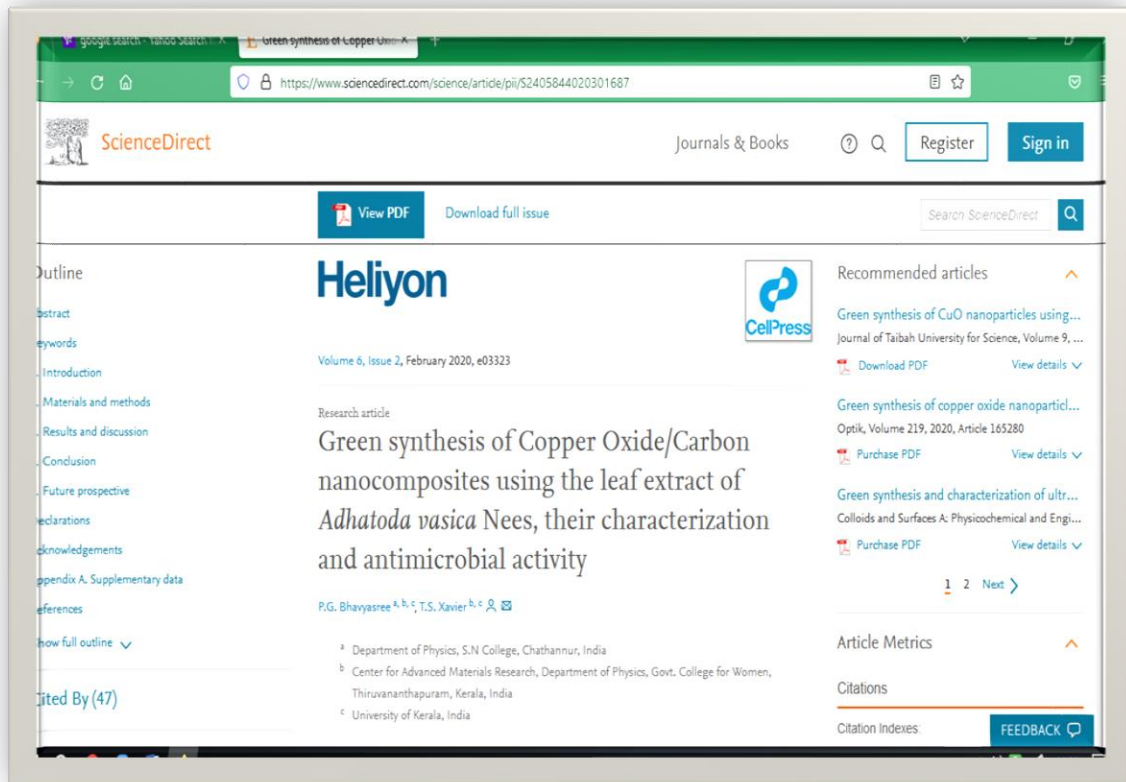 google search - Yahoo Search
Green synthesis of Copper Oxid X
https://www.sciencedirect.com/science/article/pii/S2405844020301687
ScienceDirect
Journals & Books
Register
Sign in
View PDF
Download full issue
Search ScienceDirect
Outline
bstract
eywords
. Introduction
. Materials and methods
. Results and discussion
. Conclusion
. Future prospective
eclarations
cknowledgements
ppendix A. Supplementary data
eferences
how full outline
Cited By (47)
Heliyon
CellPress
Volume 6, Issue 2, February 2020, e03323
Research article
Green synthesis of Copper Oxide/Carbon
nanocomposites using the leaf extract of
Adhatoda vasica Nees, their characterization
and antimicrobial activity
P.G. Bhavyasree a, b, c, T.S. Xavier b, c
a Department of Physics, S.N College, Chathannur, India
b Center for Advanced Materials Research, Department of Physics, Govt. College for Women,
Thiruvananthapuram, Kerala, India
c University of Kerala, India
Recommended articles
Green synthesis of CuO nanoparticles using...
Journal of Taibah University for Science, Volume 9, ...
Download PDF
View details
Green synthesis of copper oxide nanoparticl...
Optik, Volume 219, 2020, Article 165280
Purchase PDF
View details
Green synthesis and characterization of ultr...
Colloids and Surfaces A: Physicochemical and Engi...
Purchase PDF
View details
1 2 Next
Article Metrics
Citations
Citation Indexes:
FEEDBACK